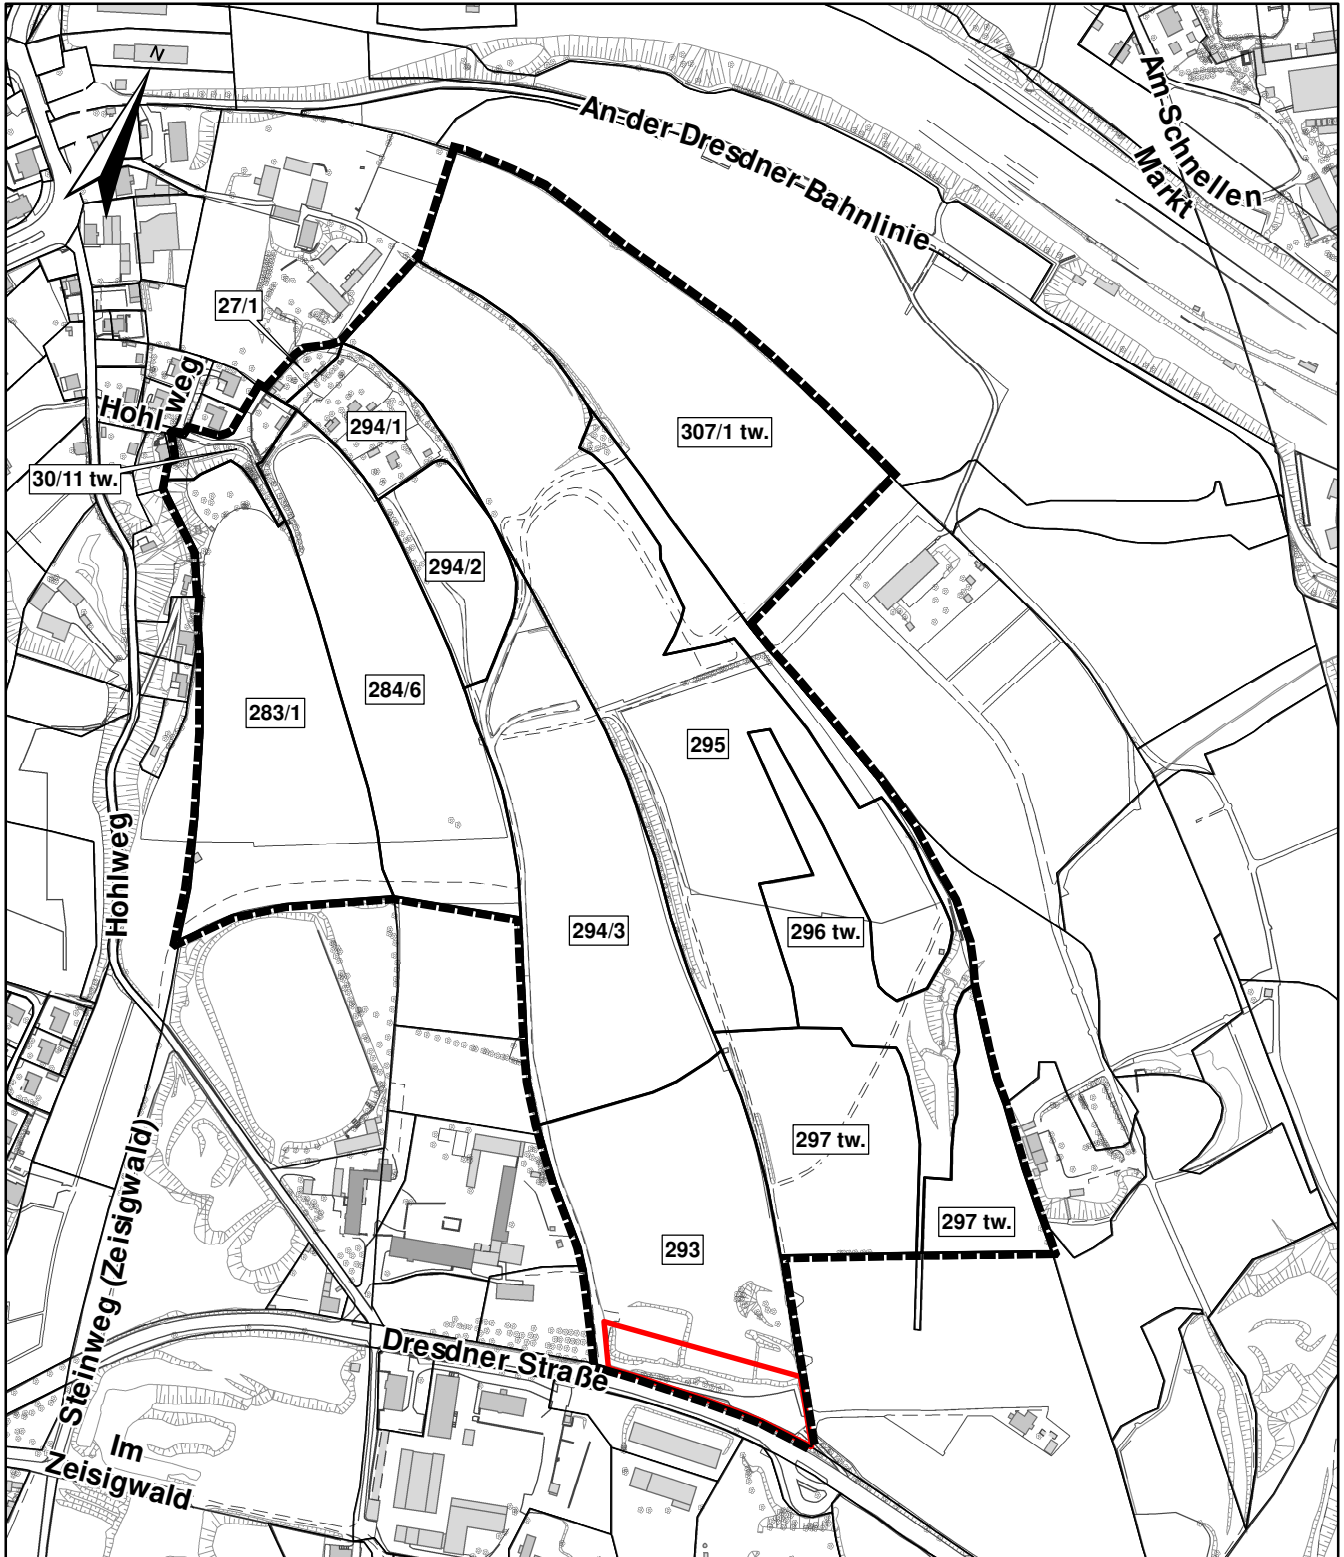 N
An der Dresdner Bahnlinie
Am Schnellen
Markt
27/1
Hohlweg
294/1
307/1 tw.
30/11 tw.
294/2
284/6
283/1
295
Hohlweg
294/3
296 tw.
297 tw.
297 tw.
293
Steinweg (Zeisigwald)
Dresdner Straße
Im
Zeisigwald